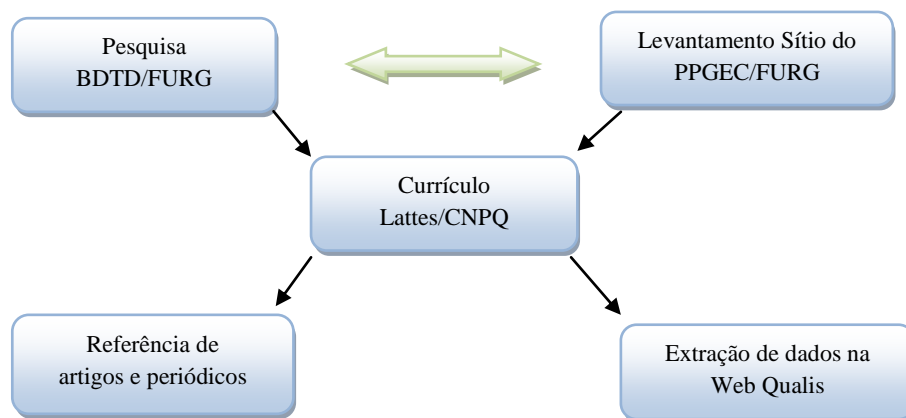 Pesquisa
BDTD/FURG
Levantamento Sítio do
PPGEC/FURG
Currículo
Lattes/CNPQ
Referência de
artigos e periódicos
Extração de dados na
Web Qualis